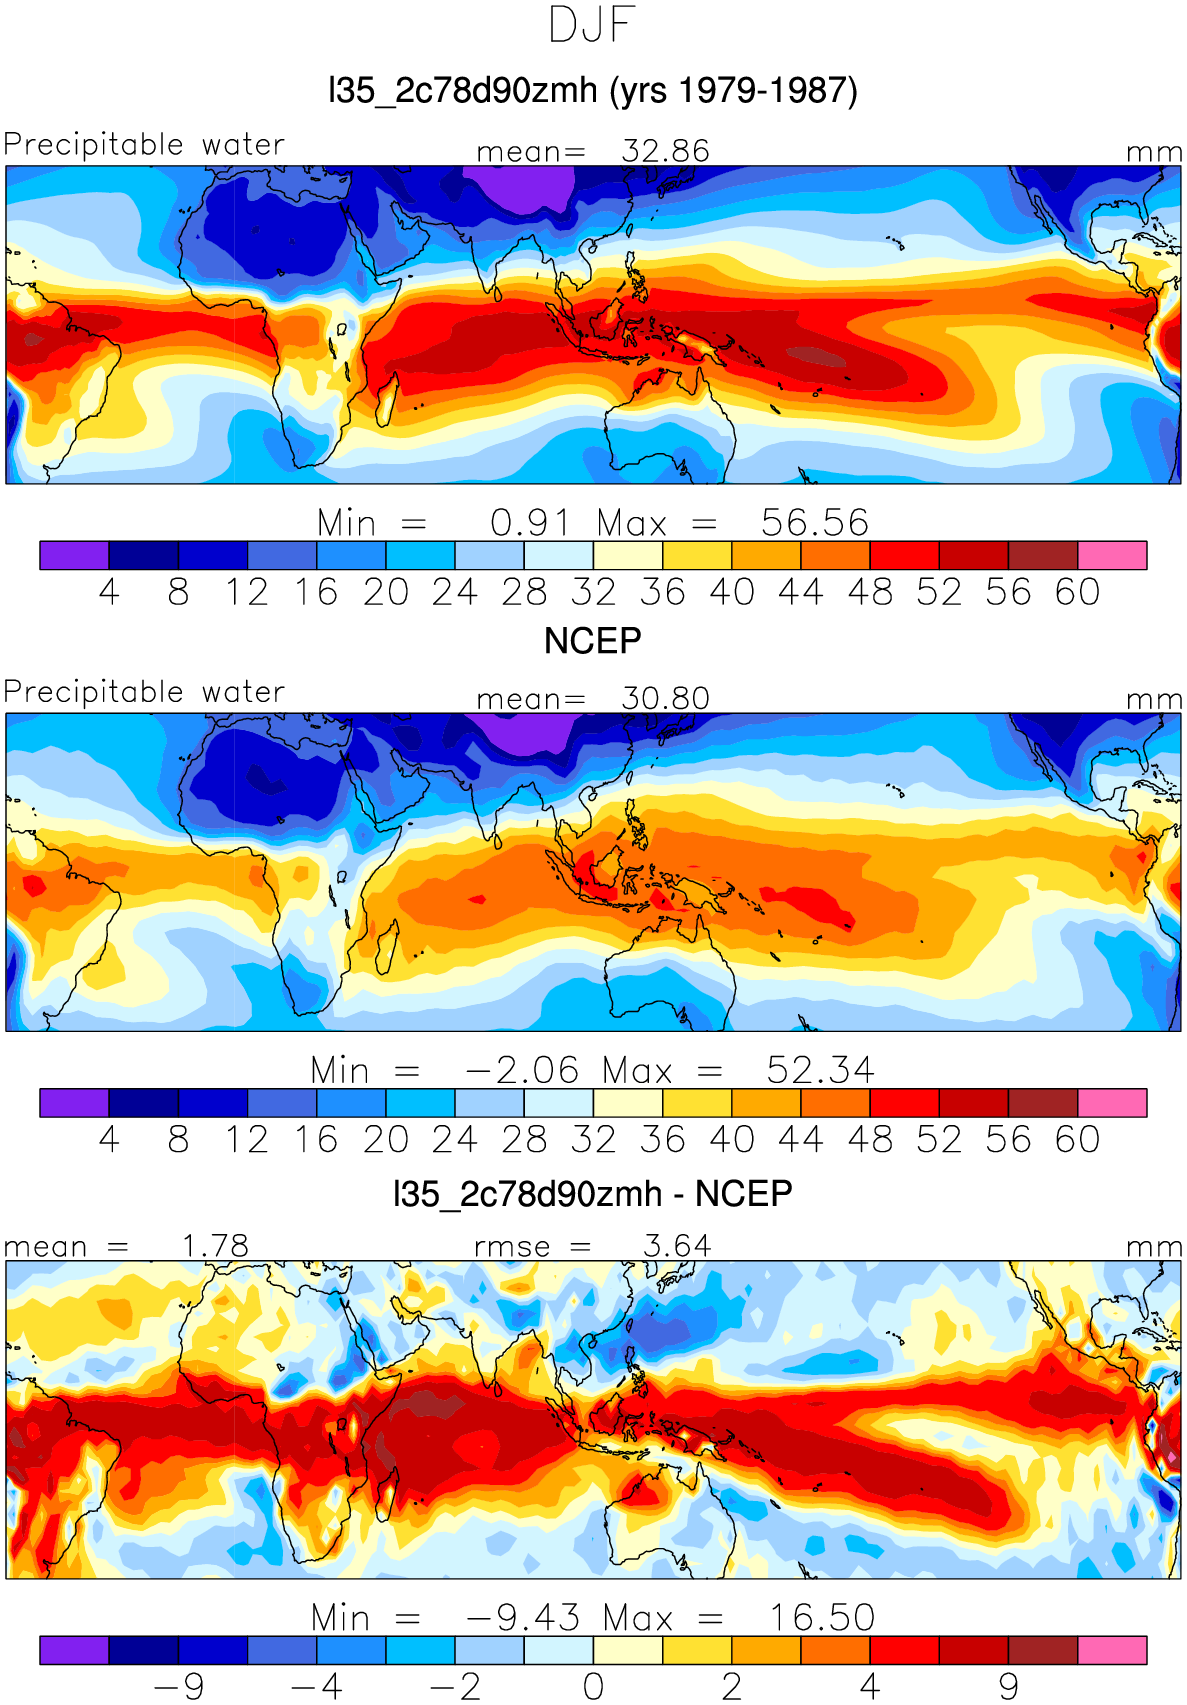 DJF
l35_2c78d90zmh (yrs 1979-1987)
Precipitable water mean= 32.86 mm
Min = 0.91 Max = 56.56
4 8 12 16 20 24 28 32 36 40 44 48 52 56 60
NCEP
Precipitable water mean= 30.80 mm
Min = −2.06 Max = 52.34
4 8 12 16 20 24 28 32 36 40 44 48 52 56 60
l35_2c78d90zmh - NCEP
mean = 1.78 rmse = 3.64 mm
Min = −9.43 Max = 16.50
−9 −4 −2 0 2 4 9